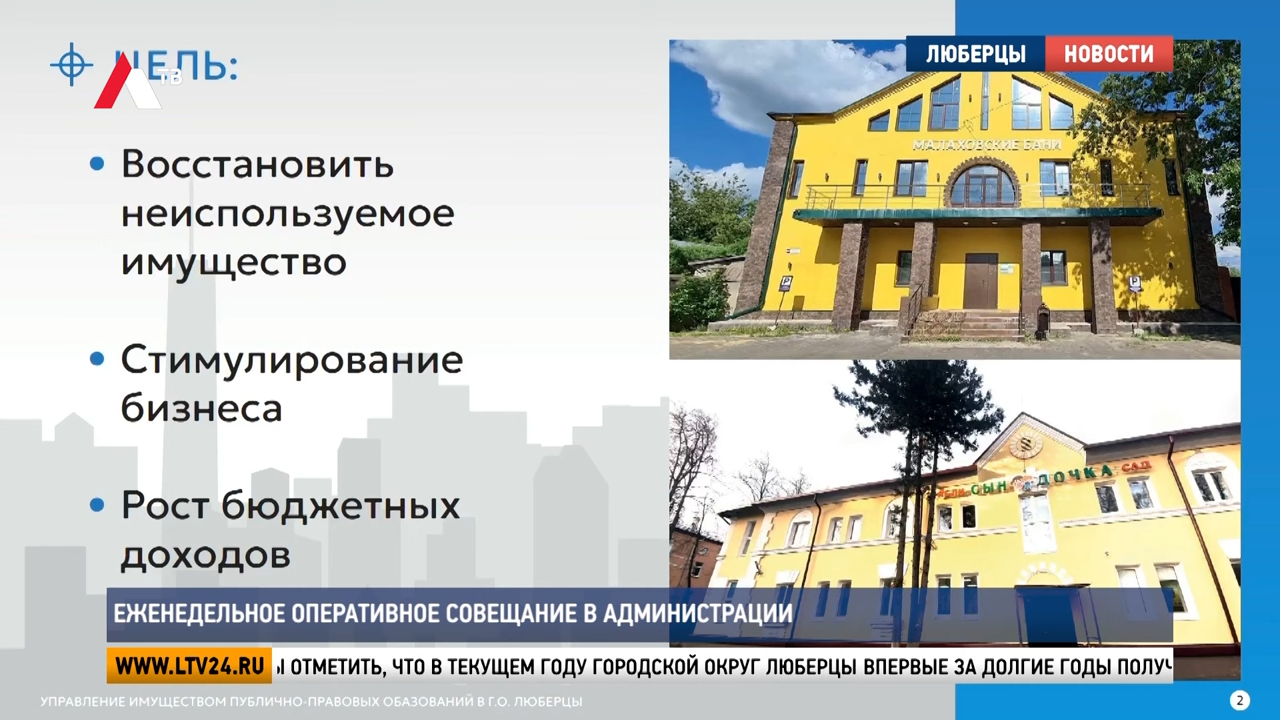 ЦЕЛЬ:
ТВ
ЛЮБЕРЦЫ НОВОСТИ
• Восстановить
неиспользуемое
имущество
• Стимулирование
бизнеса
• Рост бюджетных
доходов
МАЛАХОВСКИЕ БАНИ
P
P
СЫН
ДОЧКА САД
ЕЖЕНЕДЕЛЬНОЕ ОПЕРАТИВНОЕ СОВЕЩАНИЕ В АДМИНИСТРАЦИИ
WWW.LTV24.RU Ы ОТМЕТИТЬ, ЧТО В ТЕКУЩЕМ ГОДУ ГОРОДСКОЙ ОКРУГ ЛЮБЕРЦЫ ВПЕРВЫЕ ЗА ДОЛГИЕ ГОДЫ ПОЛУЧ
УПРАВЛЕНИЕ ИМУЩЕСТВОМ ПУБЛИЧНО-ПРАВОВЫХ ОБАЗОВАНИЙ В Г.О. ЛЮБЕРЦЫ
2